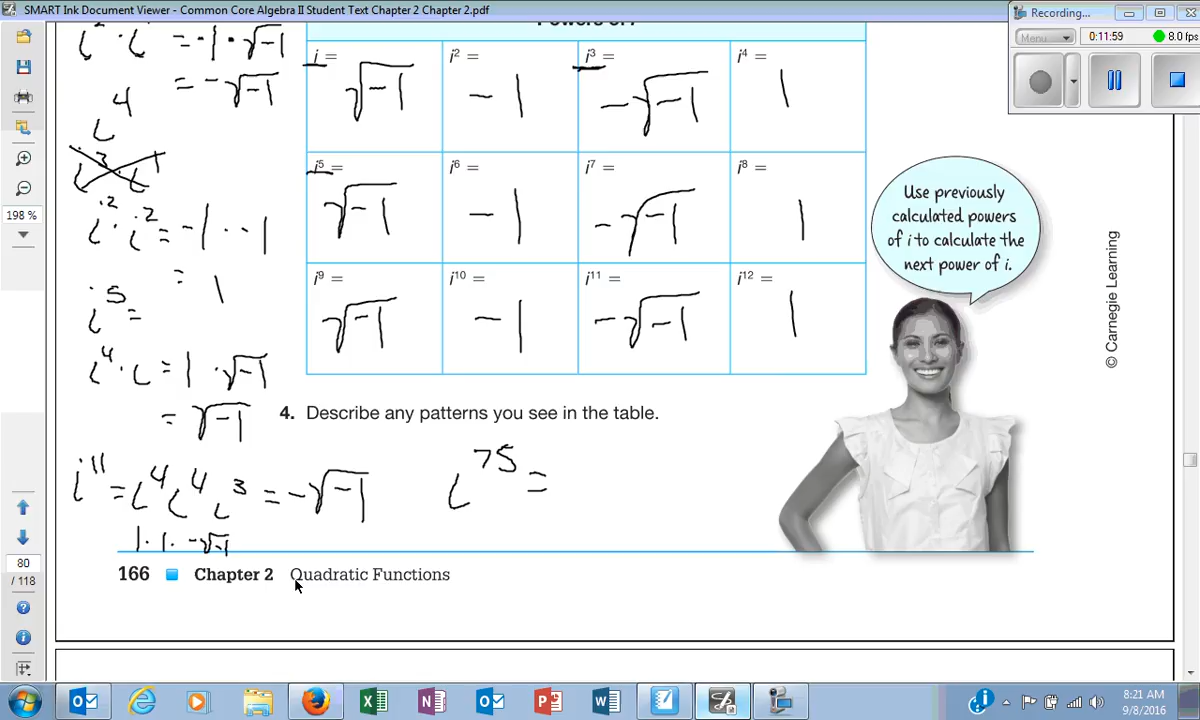 SMART Ink Document Viewer - Common Core Algebra II Student Text Chapter 2 Chapter 2.pdf
Recording...
Menu
0:11:59
8.0 fps
198 %
80
/ 118
i² · i = -1 · √-1
= -√-1
i⁴
i³ · i¹
i² · i² = -1 · -1
= 1
i⁵ =
i⁴ · i = 1 · √-1
= √-1
i¹¹ = i⁴ i⁴ i³ = -√-1
1 · 1 · -√-1
i = √-1
i² = -1
i³ = -√-1
i⁴ = 1
i⁵ = √-1
i⁶ = -1
i⁷ = -√-1
i⁸ = 1
i⁹ = √-1
i¹⁰ = -1
i¹¹ = -√-1
i¹² = 1
Use previously
calculated powers
of i to calculate the
next power of i.
© Carnegie Learning
4. Describe any patterns you see in the table.
i⁷⁵ =
166 Chapter 2 Quadratic Functions
8:21 AM
9/8/2016